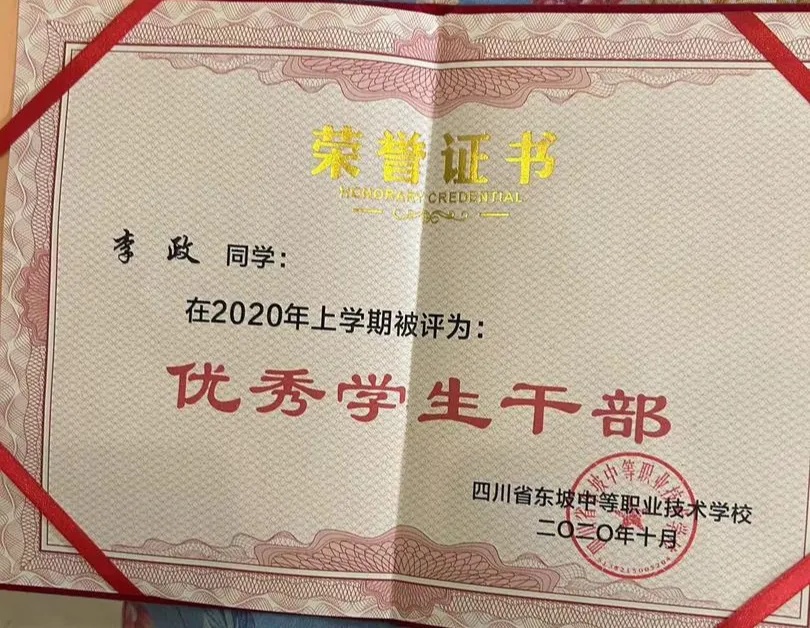 荣誉证书
HONORARY CREDENTIAL
李政 同学：
在2020年上学期被评为：
优秀学生干部
四川省东坡中等职业技术学校
二〇二〇年十月